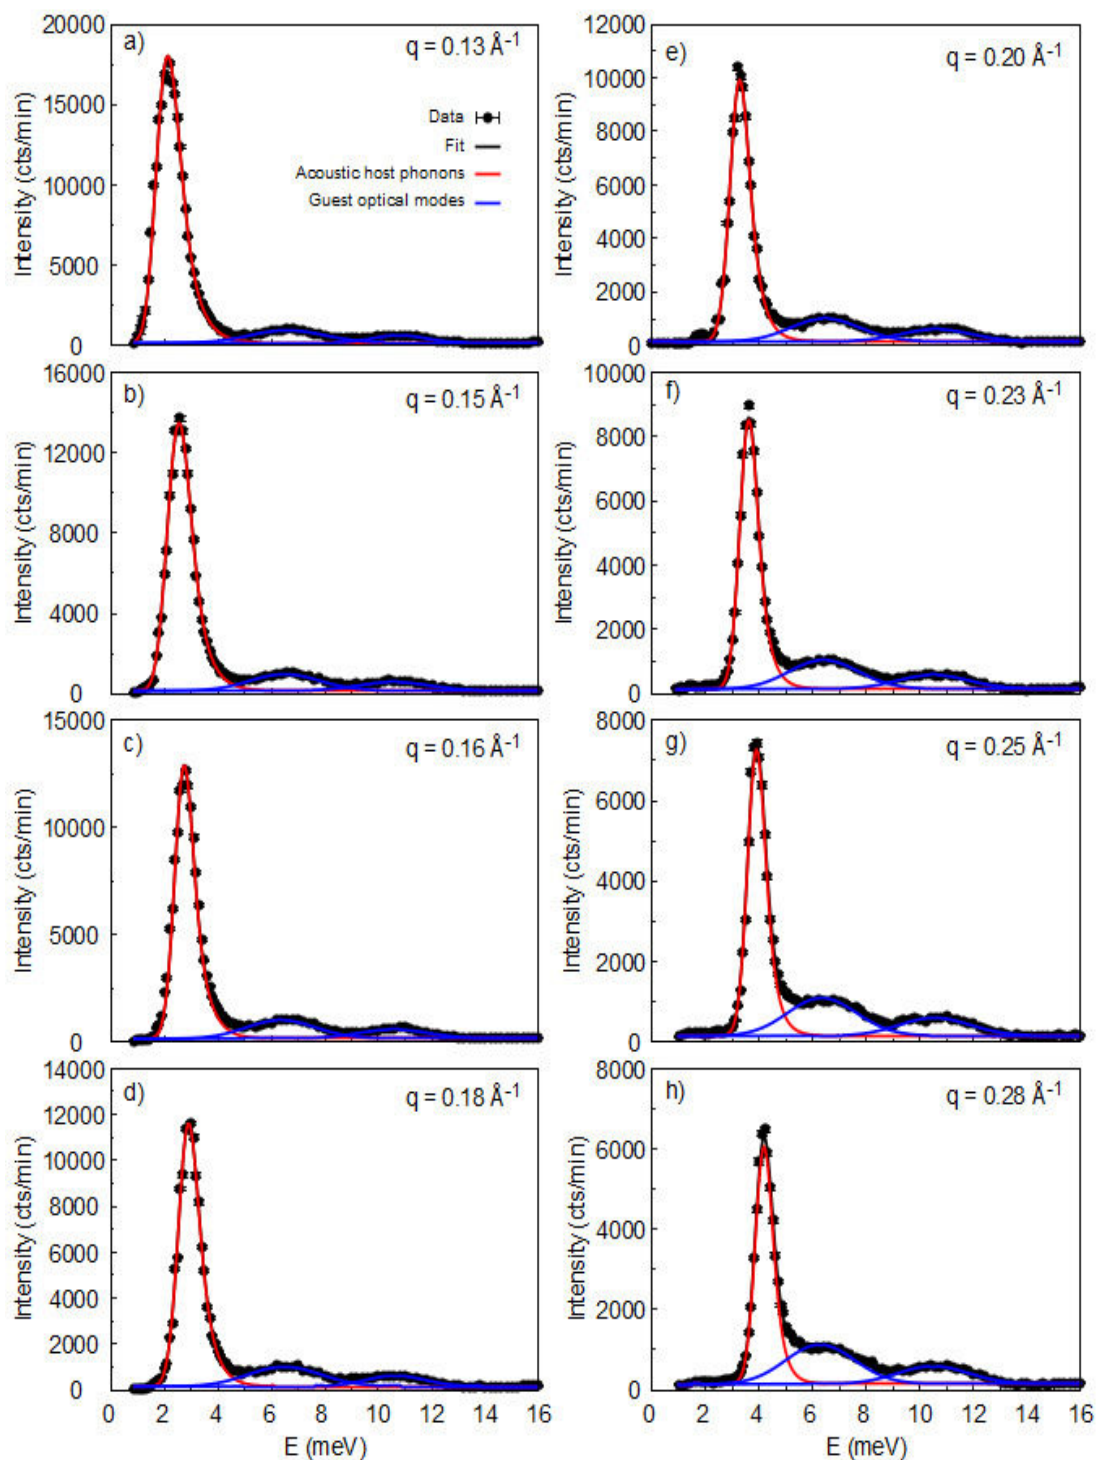 a)
q = 0.13 Å-1
Data
Fit
Acoustic host phonons
Guest optical modes
Intensity (cts/min)
20000
15000
10000
5000
0
b)
q = 0.15 Å-1
Intensity (cts/min)
16000
12000
8000
4000
0
c)
q = 0.16 Å-1
Intensity (cts/min)
15000
10000
5000
0
d)
q = 0.18 Å-1
Intensity (cts/min)
14000
12000
10000
8000
6000
4000
2000
0
0 2 4 6 8 10 12 14 16
E (meV)
e)
q = 0.20 Å-1
Intensity (cts/min)
12000
10000
8000
6000
4000
2000
0
f)
q = 0.23 Å-1
Intensity (cts/min)
10000
8000
6000
4000
2000
0
g)
q = 0.25 Å-1
Intensity (cts/min)
8000
6000
4000
2000
0
h)
q = 0.28 Å-1
Intensity (cts/min)
8000
6000
4000
2000
0
0 2 4 6 8 10 12 14 16
E (meV)